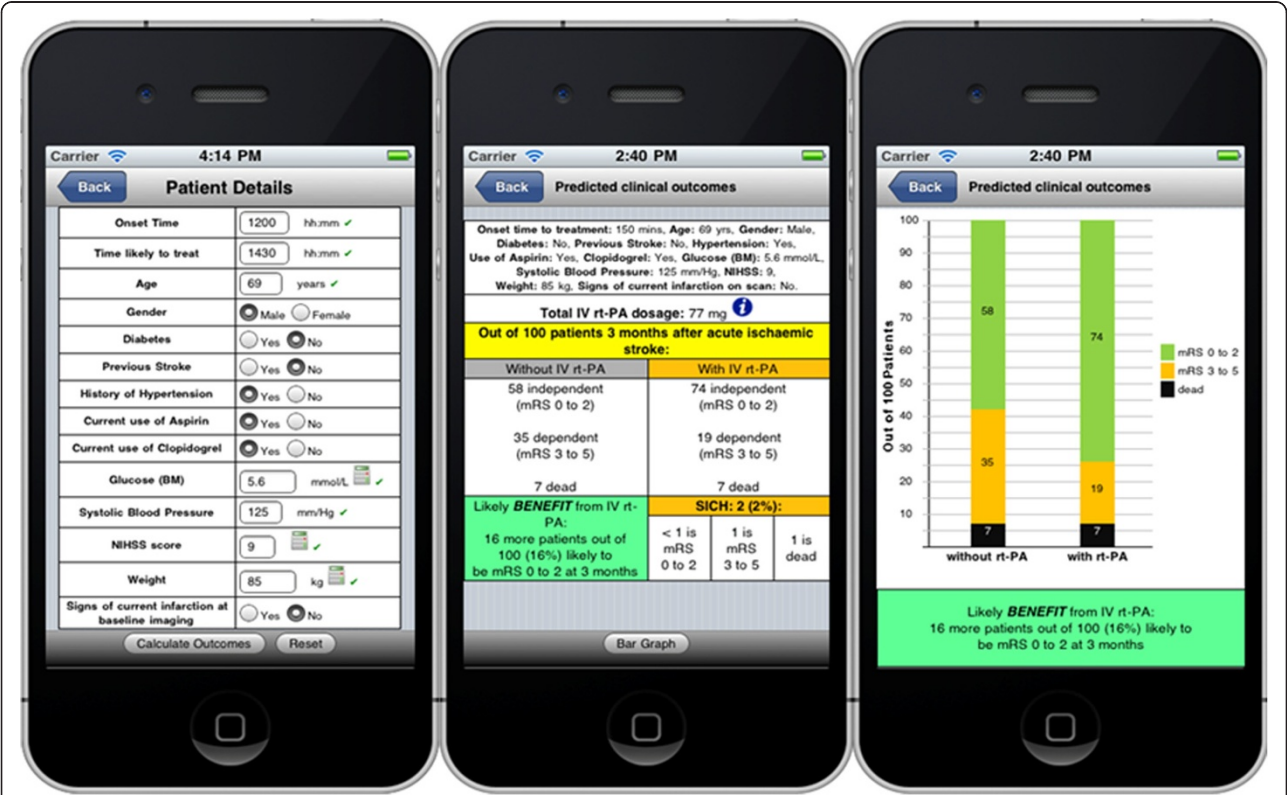 Carrier 4:14 PM
Back Patient Details
Onset Time 1200 hh:mm
Time likely to treat 1430 hh:mm
Age 69 years
Gender Male Female
Diabetes Yes No
Previous Stroke Yes No
History of Hypertension Yes No
Current use of Aspirin Yes No
Current use of Clopidogrel Yes No
Glucose (BM) 5.6 mmol/L
Systolic Blood Pressure 125 mm/Hg
NIHSS score 9
Weight 85 kg
Signs of current infarction at
baseline imaging Yes No
Calculate Outcomes Reset
Carrier 2:40 PM
Back Predicted clinical outcomes
Onset time to treatment: 150 mins, Age: 69 yrs, Gender: Male,
Diabetes: No, Previous Stroke: No, Hypertension: Yes,
Use of Aspirin: Yes, Clopidogrel: Yes, Glucose (BM): 5.6 mmol/L,
Systolic Blood Pressure: 125 mm/Hg, NIHSS: 9,
Weight: 85 kg, Signs of current infarction on scan: No.
Total IV rt-PA dosage: 77 mg i
Out of 100 patients 3 months after acute ischaemic
stroke:
Without IV rt-PA With IV rt-PA
58 independent 74 independent
(mRS 0 to 2) (mRS 0 to 2)
35 dependent 19 dependent
(mRS 3 to 5) (mRS 3 to 5)
7 dead 7 dead
Likely BENEFIT from IV rt-
PA:
16 more patients out of
100 (16%) likely to
be mRS 0 to 2 at 3 months
SICH: 2 (2%):
< 1 is
mRS
0 to 2
1 is
mRS
3 to 5
1 is
dead
Bar Graph
Carrier 2:40 PM
Back Predicted clinical outcomes
Out of 100 Patients
100
90
80
70
60
50
40
30
20
10
58
35
7
74
19
7
without rt-PA with rt-PA
mRS 0 to 2
mRS 3 to 5
dead
Likely BENEFIT from IV rt-PA:
16 more patients out of 100 (16%) likely to
be mRS 0 to 2 at 3 months